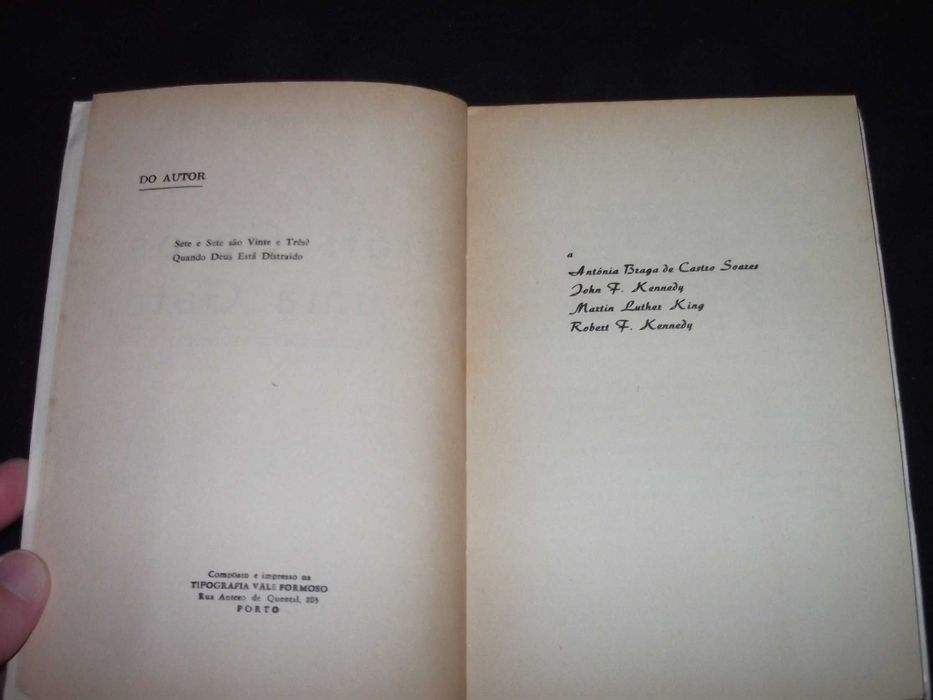 DO AUTOR
Sete e Sete são Vinte e Três?
Quando Deus Está Distraído
Composto e impresso na
TIPOGRAFIA VALE FORMOSO
Rua Antero de Quental, 205
PORTO
a
Antónia Braga de Castro Soares
John F. Kennedy
Martin Luther King
Robert F. Kennedy